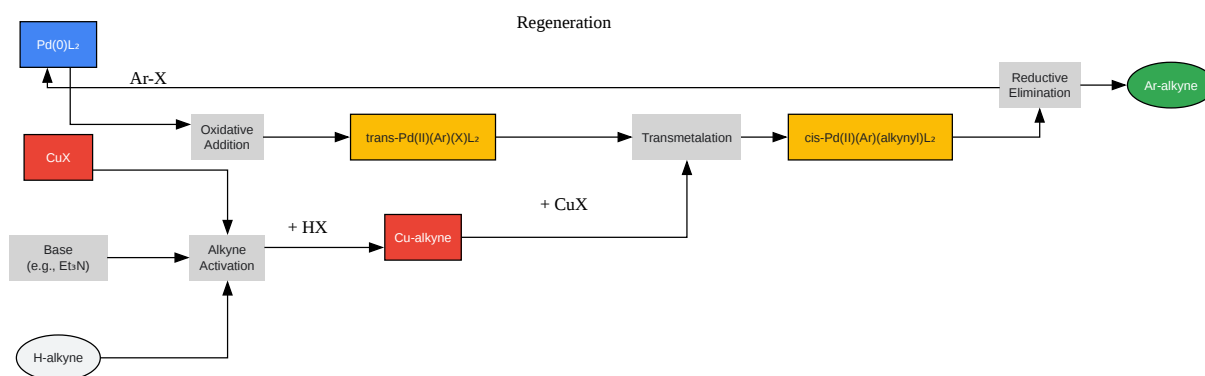 Regeneration
Pd(0)L₂
Ar-X
Reductive
Elimination
Ar-alkyne
Oxidative
Addition
trans-Pd(II)(Ar)(X)L₂
Transmetalation
cis-Pd(II)(Ar)(alkynyl)L₂
CuX
+ CuX
+ HX
Cu-alkyne
Base
(e.g., Et₃N)
Alkyne
Activation
H-alkyne